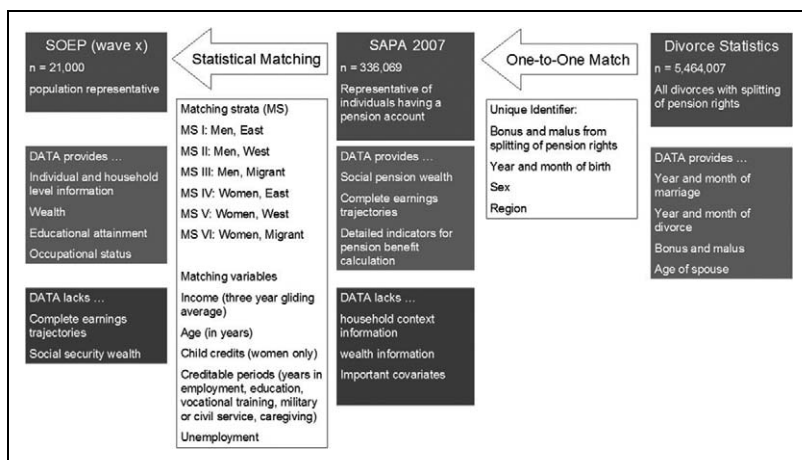 SOEP (wave x)
n = 21,000
population representative
DATA provides ...
Individual and household
level information
Wealth
Educational attainment
Occupational status
DATA lacks ...
Complete earnings
trajectories
Social security wealth
Statistical Matching
Matching strata (MS)
MS I: Men, East
MS II: Men, West
MS III: Men, Migrant
MS IV: Women, East
MS V: Women, West
MS VI: Women, Migrant
Matching variables
Income (three year gliding
average)
Age (in years)
Child credits (women only)
Creditable periods (years in
employment, education,
vocational training, military
or civil service, caregiving)
Unemployment
SAPA 2007
n = 336,069
Representative of
individuals having a
pension account
DATA provides ...
Social pension wealth
Complete earnings
trajectories
Detailed indicators for
pension benefit
calculation
DATA lacks ...
household context
information
wealth information
Important covariates
One-to-One Match
Unique Identifier:
Bonus and malus from
splitting of pension rights
Year and month of birth
Sex
Region
Divorce Statistics
n = 5,464,007
All divorces with splitting
of pension rights
DATA provides ...
Year and month of
marriage
Year and month of
divorce
Bonus and malus
Age of spouse